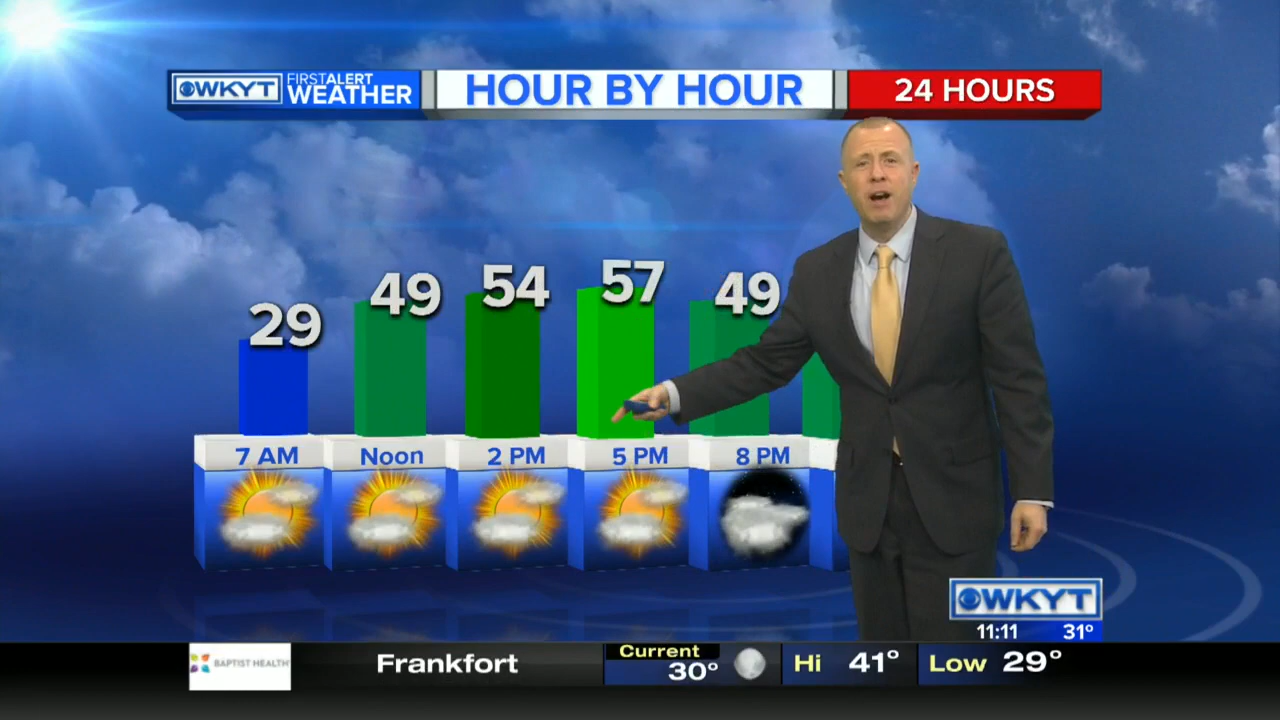 WKYT FIRST ALERT WEATHER
HOUR BY HOUR
24 HOURS
29
49
54
57
49
7 AM
Noon
2 PM
5 PM
8 PM
WKYT
11:11 31°
BAPTIST HEALTH
Frankfort
Current
30°
Hi 41°
Low 29°